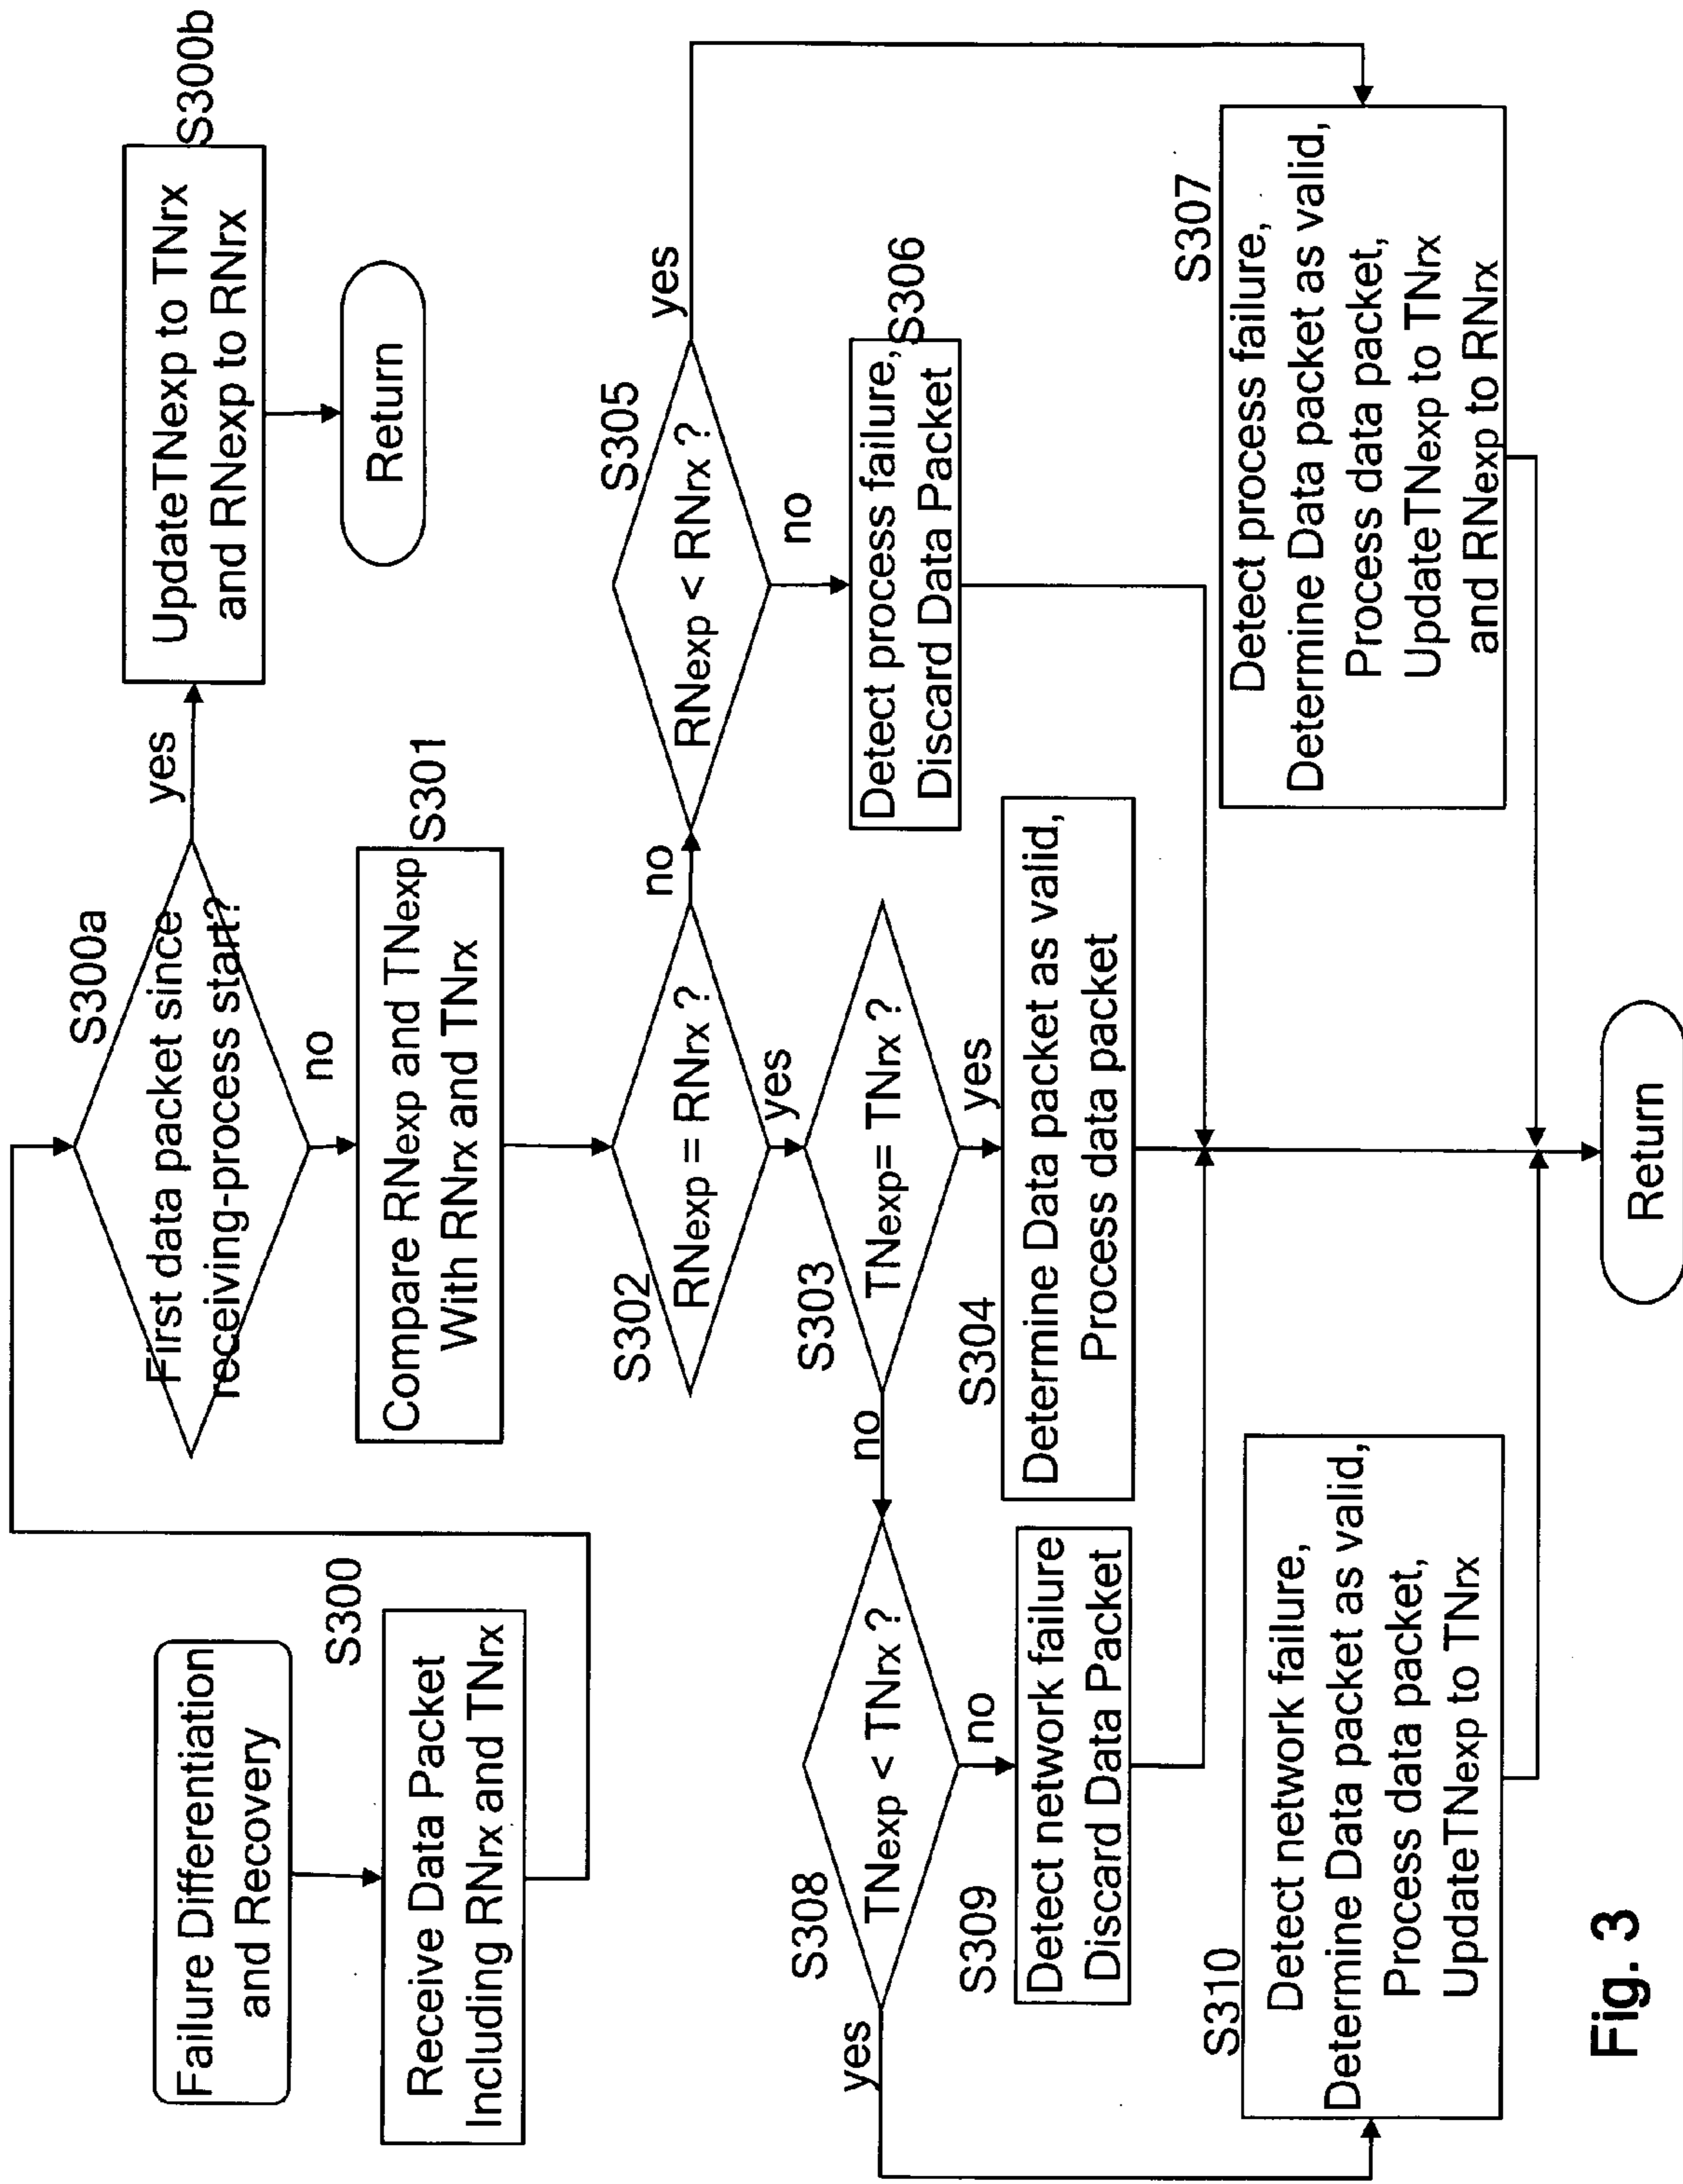 Failure Differentiation
and Recovery
S300
Receive Data Packet
Including RNrx and TNrx
S300a
First data packet since
receiving-process start?
yes
S300b
UpdateTNexp to TNrx
and RNexp to RNrx
Return
no
S301
Compare RNexp and TNexp
With RNrx and TNrx
S302
RNexp = RNrx ?
no
yes
S305
RNexp < RNrx ?
yes
no
S306
Detect process failure,
Discard Data Packet
S303
TNexp= TNrx ?
no
yes
S304
Determine Data packet as valid,
Process data packet
S307
Detect process failure,
Determine Data packet as valid,
Process data packet,
UpdateTNexp to TNrx
and RNexp to RNrx
S308
TNexp < TNrx ?
yes
no
S309
Detect network failure
Discard Data Packet
S310
Detect network failure,
Determine Data packet as valid,
Process data packet,
UpdateTNexp to TNrx
Return
Fig. 3